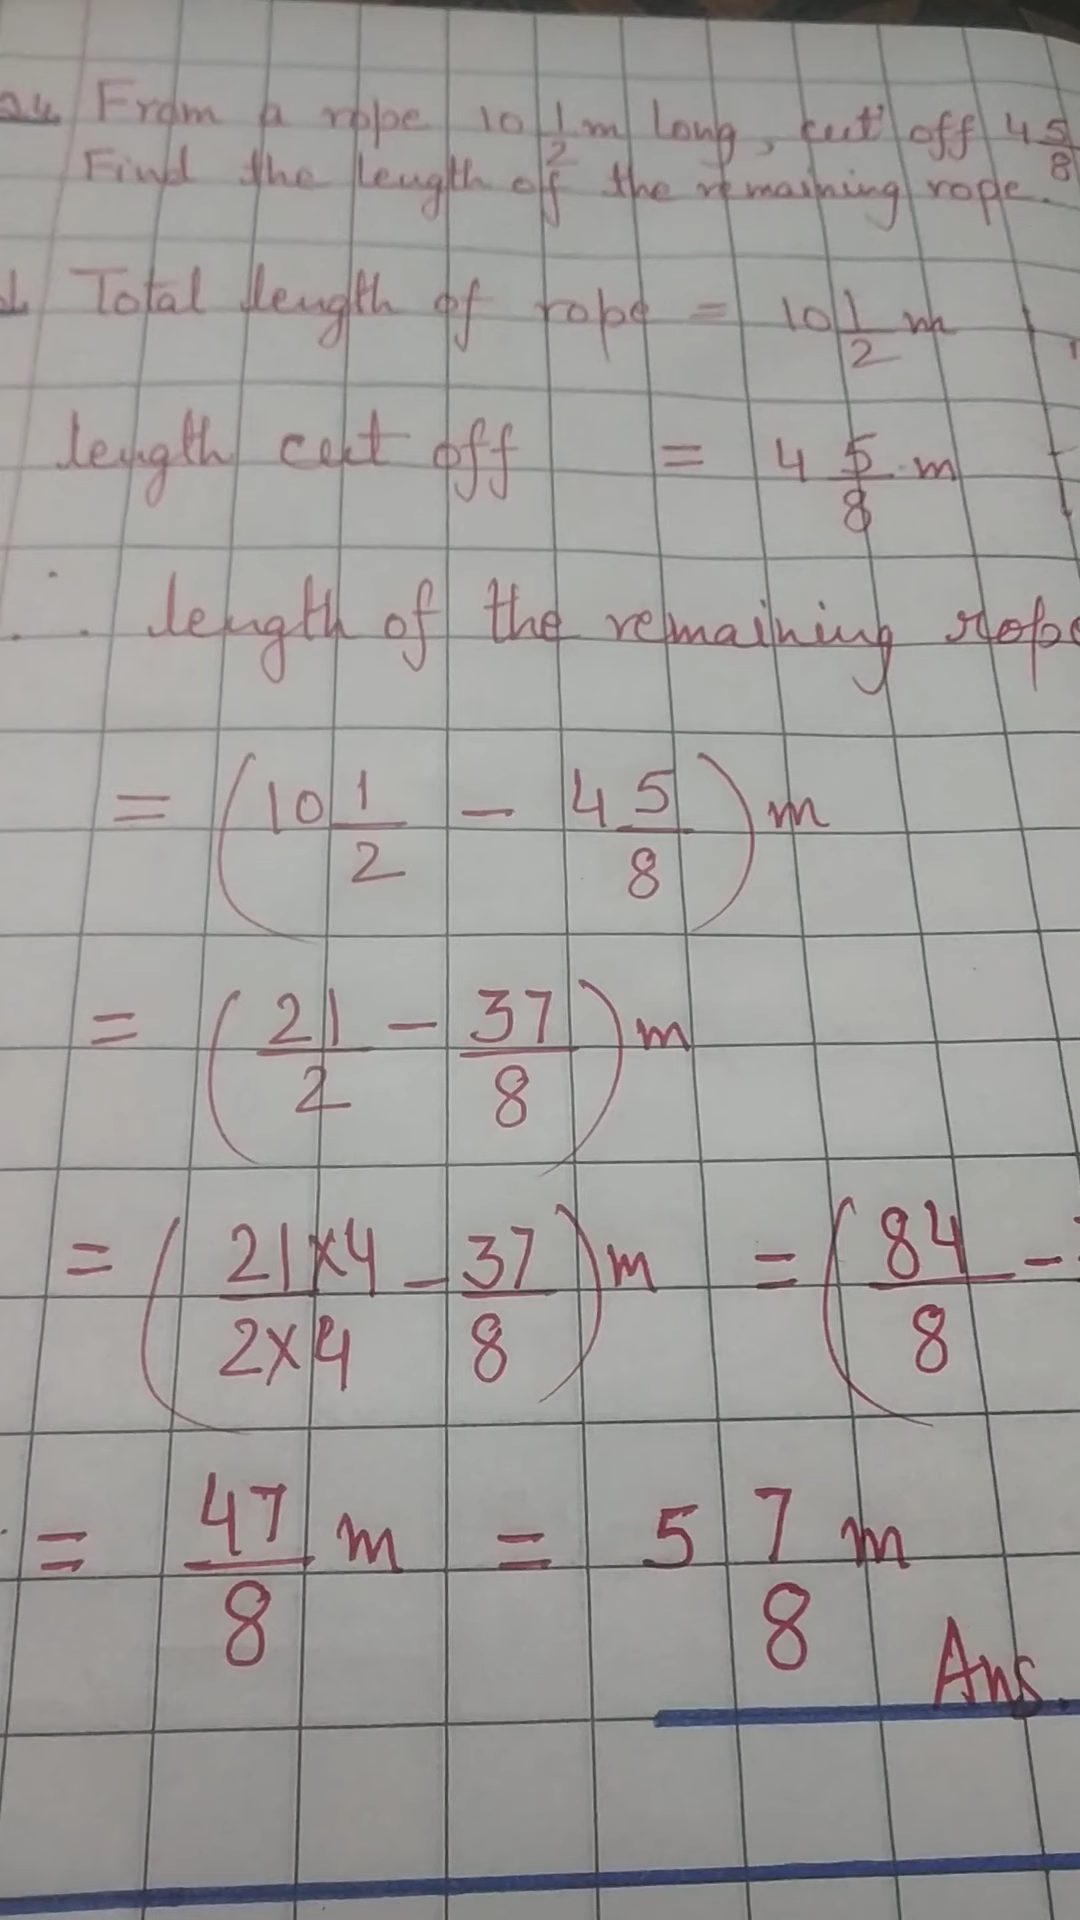 From a rope 10 1/2 m long, cut off 4 5/8
Find the length of the remaining rope.
Total length of rope = 10 1/2 m
length cut off = 4 5/8 m
∴ length of the remaining rope
= (10 1/2 - 4 5/8) m
= (21/2 - 37/8) m
= (21×4/2×4 - 37/8) m = (84/8 -
= 47/8 m = 5 7/8 m
Ans.